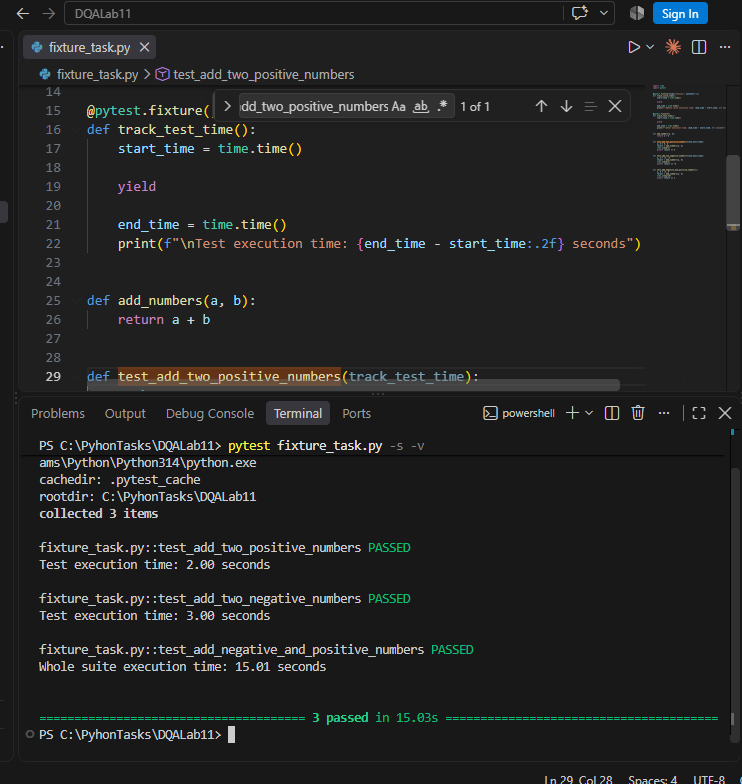 DQALab11
Sign In
fixture_task.py
fixture_task.py > test_add_two_positive_numbers
14
15 @pytest.fixture(
dd_two_positive_numbers Aa ab .* 1 of 1
16 def track_test_time():
17 start_time = time.time()
18
19 yield
20
21 end_time = time.time()
22 print(f"\nTest execution time: {end_time - start_time:.2f} seconds")
23
24
25 def add_numbers(a, b):
26 return a + b
27
28
29 def test_add_two_positive_numbers(track_test_time):
Problems Output Debug Console Terminal Ports powershell
PS C:\PyhonTasks\DQALab11> pytest fixture_task.py -s -v
ams\Python\Python314\python.exe
cachedir: .pytest_cache
rootdir: C:\PyhonTasks\DQALab11
collected 3 items
fixture_task.py::test_add_two_positive_numbers PASSED
Test execution time: 2.00 seconds
fixture_task.py::test_add_two_negative_numbers PASSED
Test execution time: 3.00 seconds
fixture_task.py::test_add_negative_and_positive_numbers PASSED
Whole suite execution time: 15.01 seconds
3 passed in 15.03s
PS C:\PyhonTasks\DQALab11>
Ln 29, Col 28 Spaces: 4 UTF-8